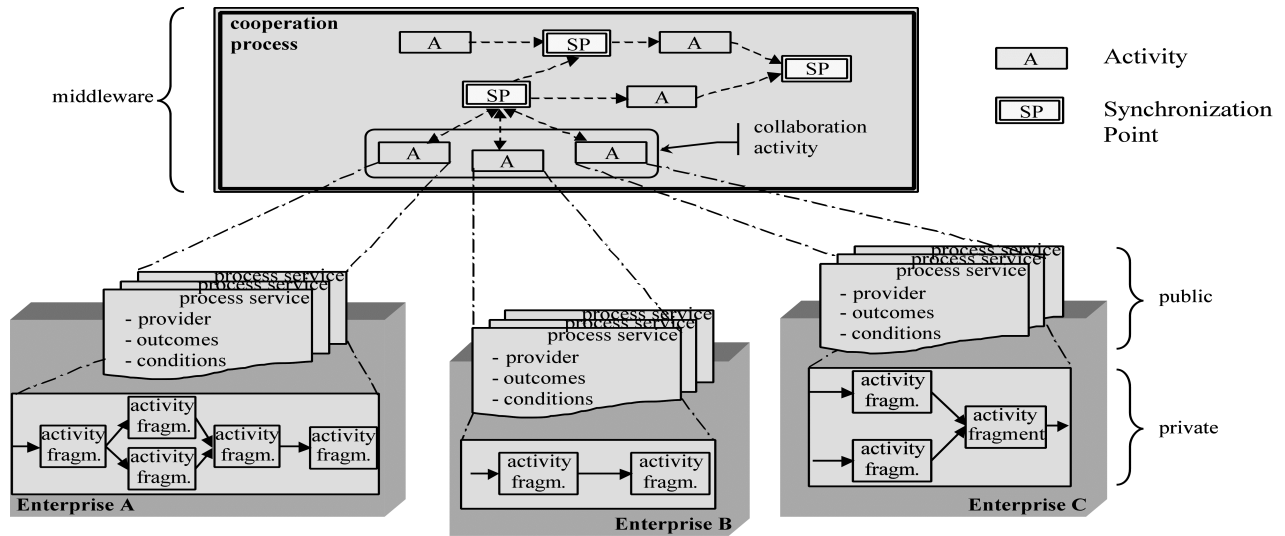 cooperation
process
A
SP
A
SP
A
Activity
middleware
SP
A
SP
Synchronization
Point
collaboration
activity
A
A
A
process service
process service
process service
- provider
- outcomes
- conditions
process service
process service
process service
- provider
- outcomes
- conditions
process service
process service
process service
- provider
- outcomes
- conditions
public
activity
fragm.
activity
fragm.
activity
fragm.
activity
fragm.
activity
fragm.
Enterprise A
activity
fragm.
activity
fragm.
Enterprise B
activity
fragm.
activity
fragm.
activity
fragment
Enterprise C
private